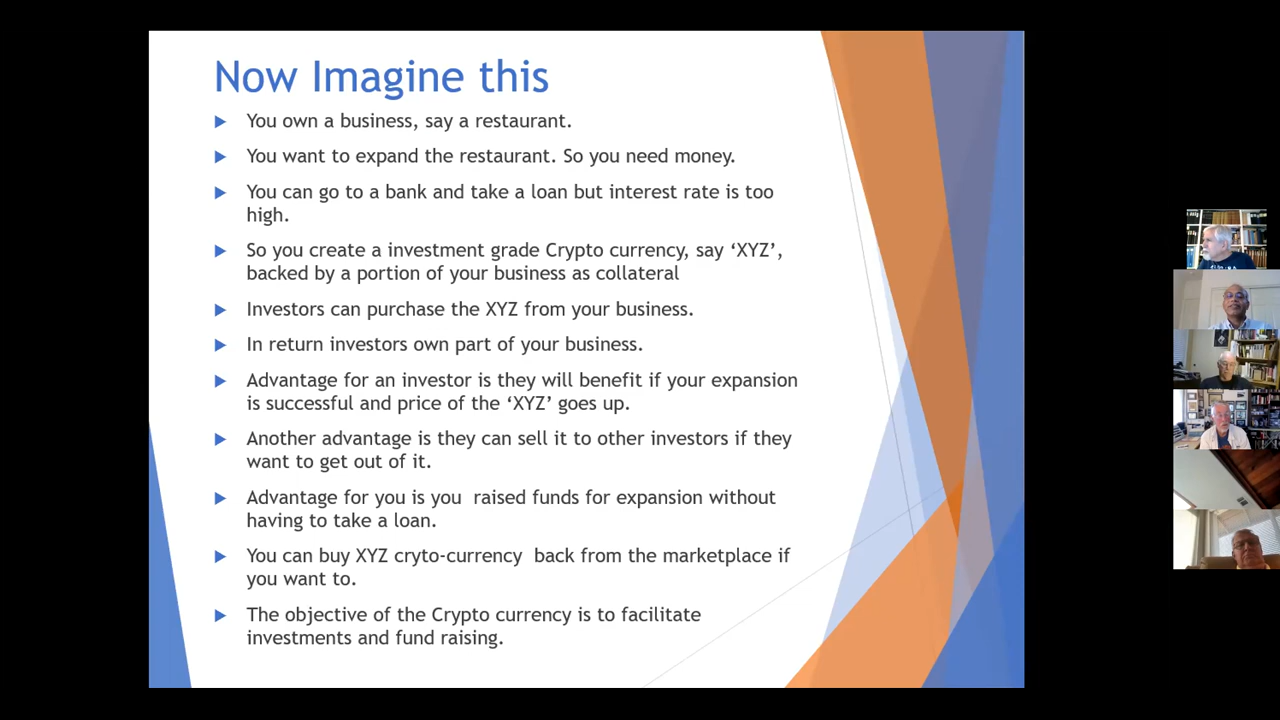 Now Imagine this
You own a business, say a restaurant.
You want to expand the restaurant. So you need money.
You can go to a bank and take a loan but interest rate is too
high.
So you create a investment grade Crypto currency, say ‘XYZ’,
backed by a portion of your business as collateral
Investors can purchase the XYZ from your business.
In return investors own part of your business.
Advantage for an investor is they will benefit if your expansion
is successful and price of the ‘XYZ’ goes up.
Another advantage is they can sell it to other investors if they
want to get out of it.
Advantage for you is you  raised funds for expansion without
having to take a loan.
You can buy XYZ cryto-currency  back from the marketplace if
you want to.
The objective of the Crypto currency is to facilitate
investments and fund raising.